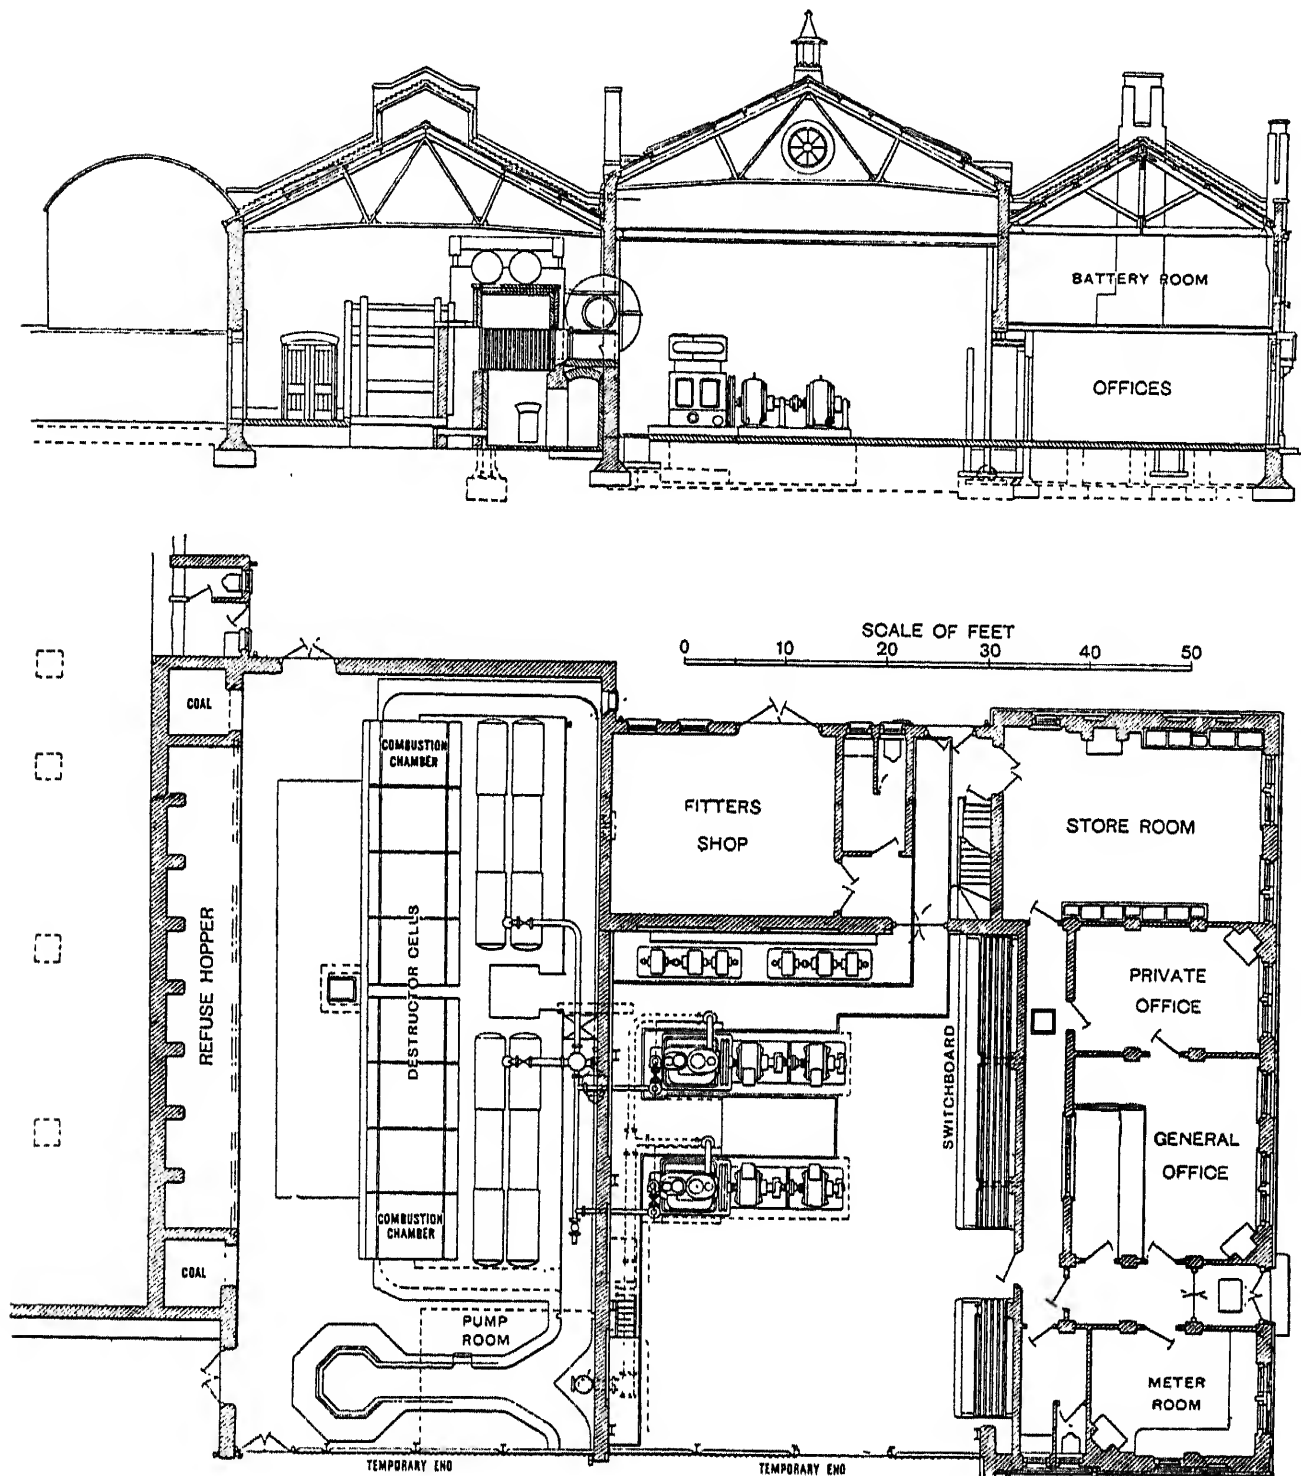 BATTERY ROOM
OFFICES
SCALE OF FEET
0 10 20 30 40 50
COAL
COMBUSTION
CHAMBER
FITTERS
SHOP
STORE ROOM
REFUSE HOPPER
DESTRUCTOR CELLS
PRIVATE
OFFICE
SWITCHBOARD
GENERAL
OFFICE
COMBUSTION
CHAMBER
COAL
PUMP
ROOM
METER
ROOM
TEMPORARY END
TEMPORARY END